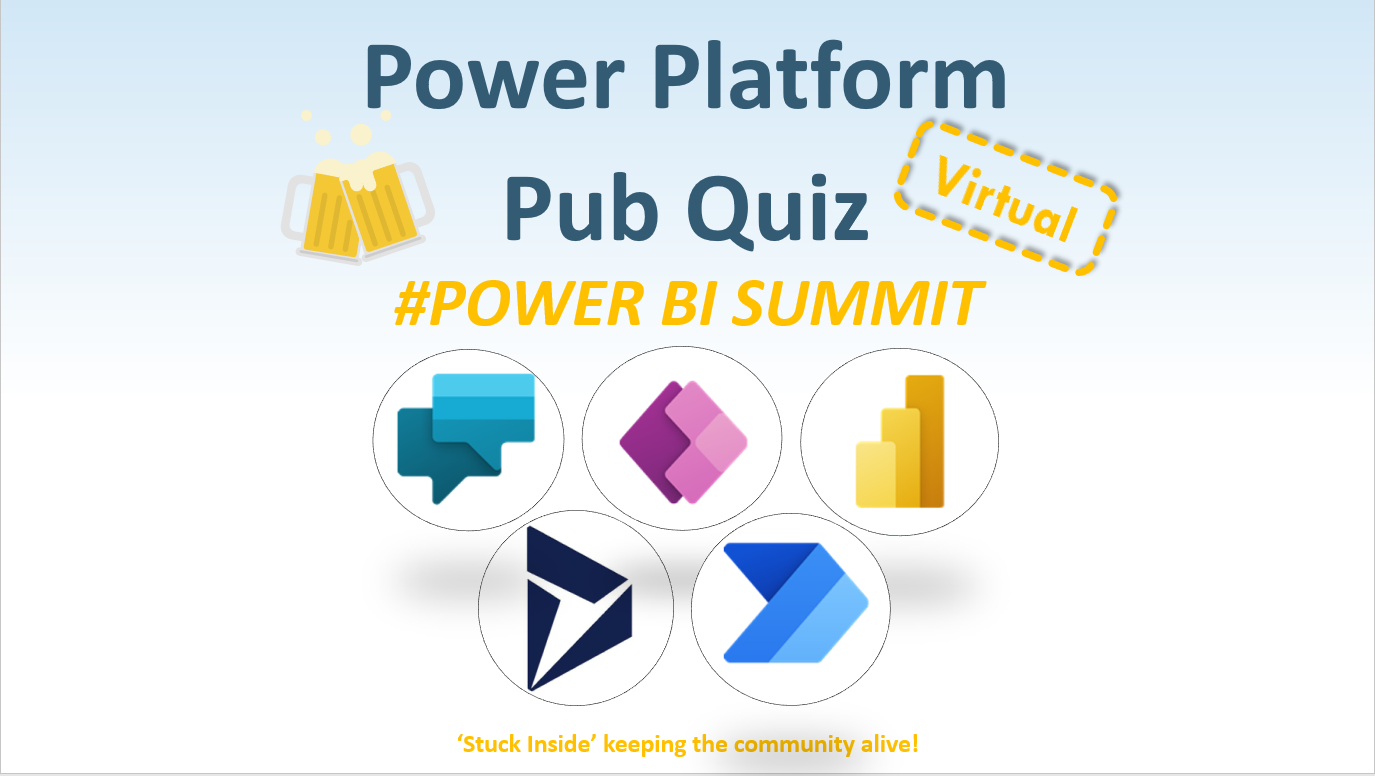 Power Platform
Pub Quiz
Virtual
#POWER BI SUMMIT
‘Stuck Inside’ keeping the community alive!